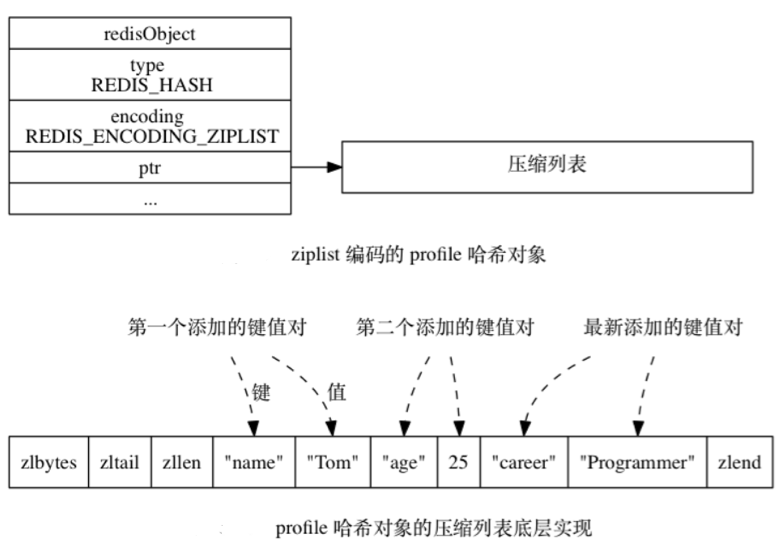 redisObject
type
REDIS_HASH
encoding
REDIS_ENCODING_ZIPLIST
ptr
...
压缩列表
ziplist 编码的 profile 哈希对象
第一个添加的键值对
第二个添加的键值对
最新添加的键值对
键
值
zlbytes
zltail
zllen
"name"
"Tom"
"age"
25
"career"
"Programmer"
zlend
profile 哈希对象的压缩列表底层实现